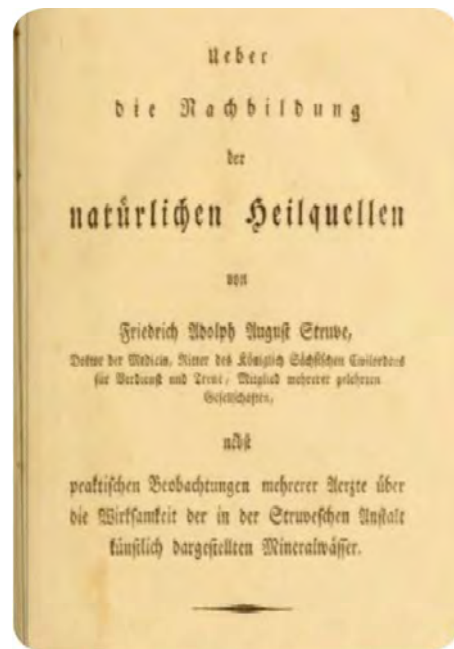 Ueber
die Nachbildung
der
natürlichen Heilquellen
von
Friedrich Adolph August Struve,
Doktor der Medicin, Ritter des Königlich Sächsischen Civilordens
für Verdienst und Treue, Mitglied mehrerer gelehrten
Gesellschaften,
nebst
praktischen Beobachtungen mehrerer Aerzte über
die Wirksamkeit der in der Struveschen Anstalt
künstlich dargestellten Mineralwässer.